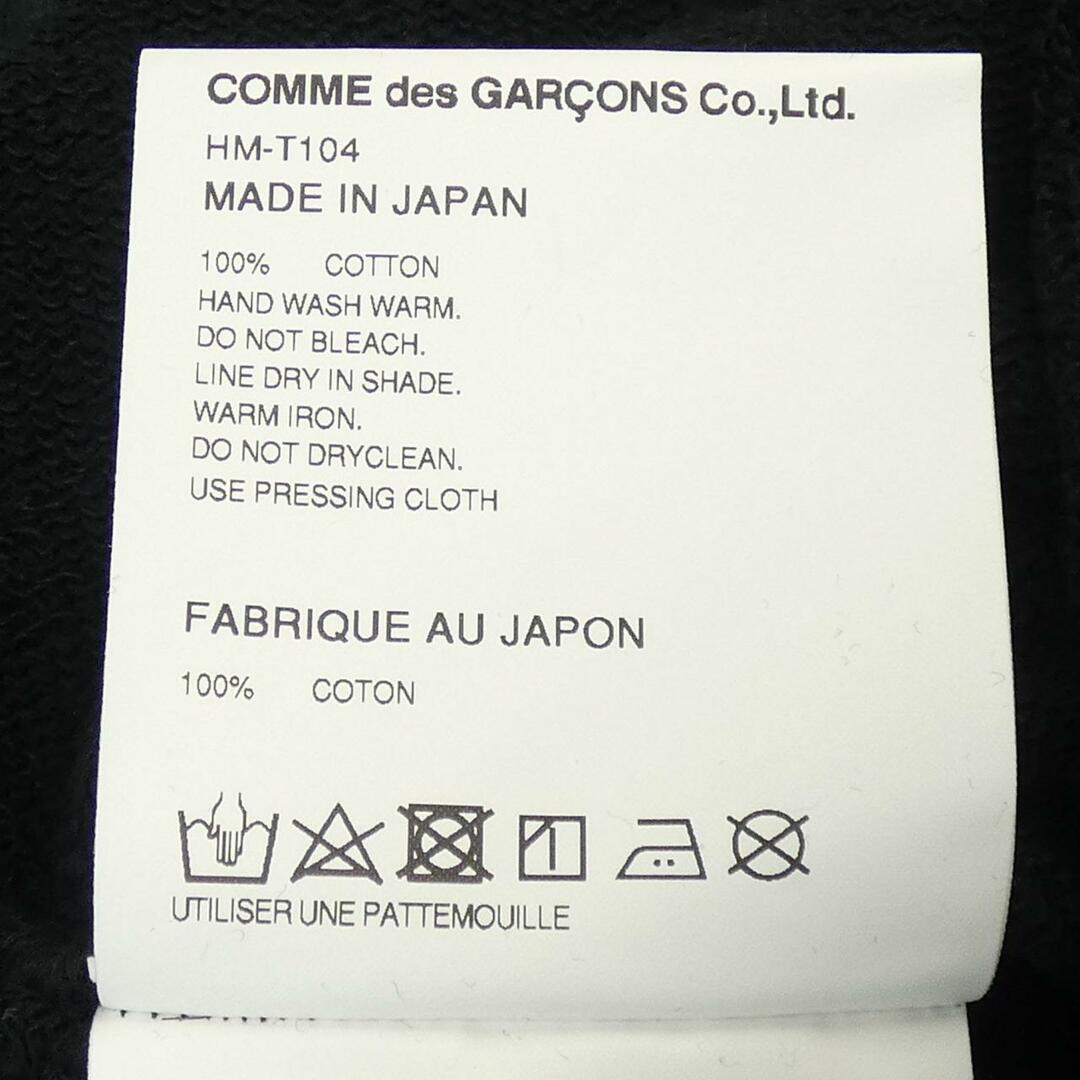 COMME des GARÇONS Co.,Ltd.
HM-T104
MADE IN JAPAN
100% COTTON
HAND WASH WARM.
DO NOT BLEACH.
LINE DRY IN SHADE.
WARM IRON.
DO NOT DRYCLEAN.
USE PRESSING CLOTH
FABRIQUE AU JAPON
100% COTON
UTILISER UNE PATTEMOUILLE